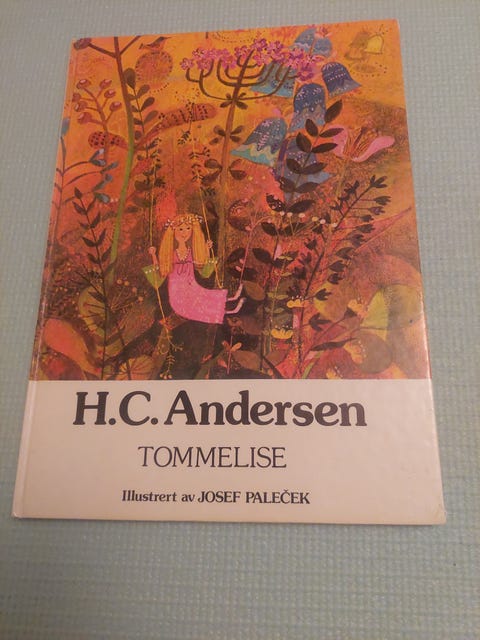 H.C. Andersen
TOMMELISE
Illustrert av JOSEF PALEČEK